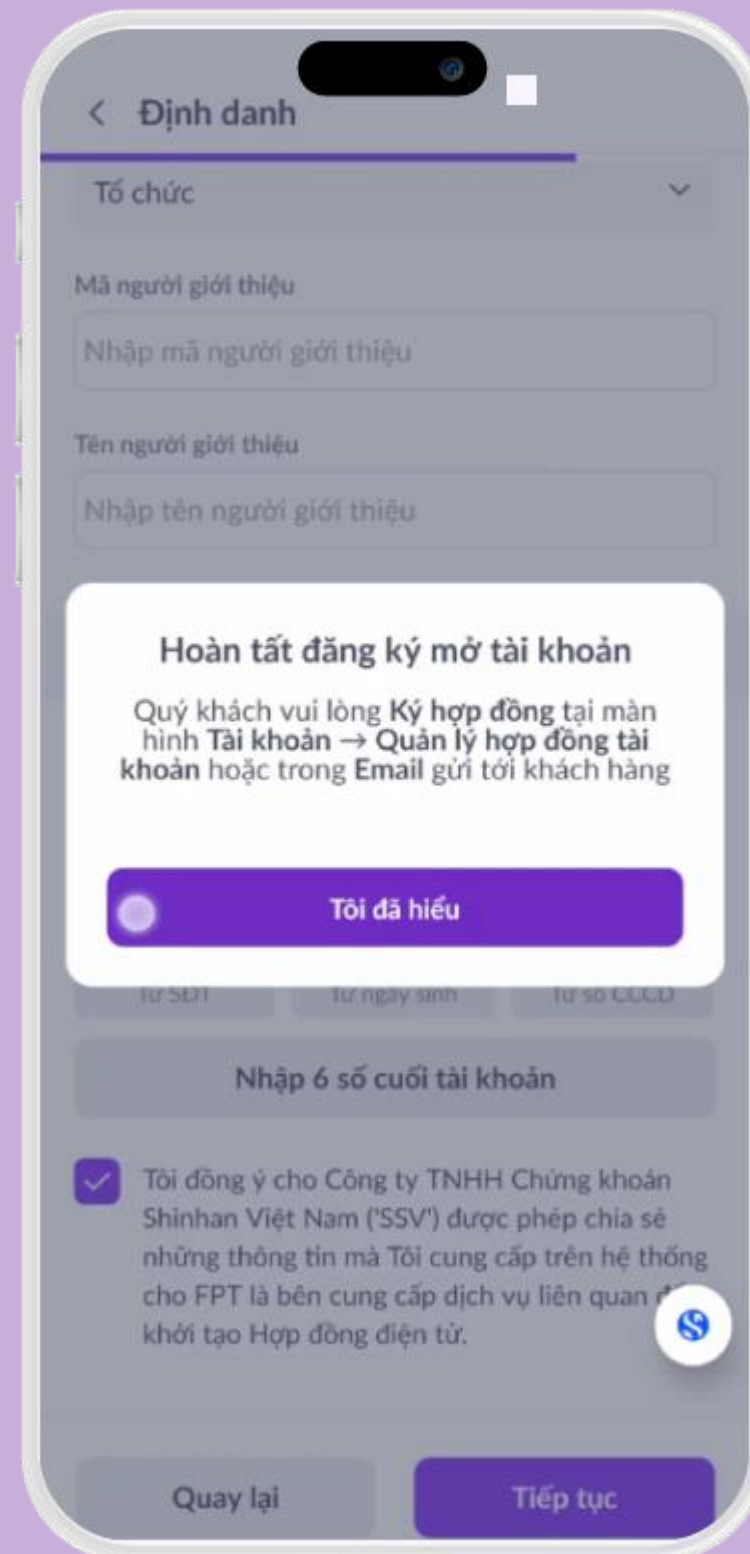 Định danh
Tổ chức
Mã người giới thiệu
Nhập mã người giới thiệu
Tên người giới thiệu
Nhập tên người giới thiệu
Hoàn tất đăng ký mở tài khoản
Quý khách vui lòng Ký hợp đồng tại màn
hình Tài khoản → Quản lý hợp đồng tài
khoản hoặc trong Email gửi tới khách hàng
Tôi đã hiểu
Từ SĐT Từ ngày sinh Từ số CCCD
Nhập 6 số cuối tài khoản
Tôi đồng ý cho Công ty TNHH Chứng khoán
Shinhan Việt Nam ('SSV') được phép chia sẻ
những thông tin mà Tôi cung cấp trên hệ thống
cho FPT là bên cung cấp dịch vụ liên quan
khởi tạo Hợp đồng điện tử.
Quay lại Tiếp tục